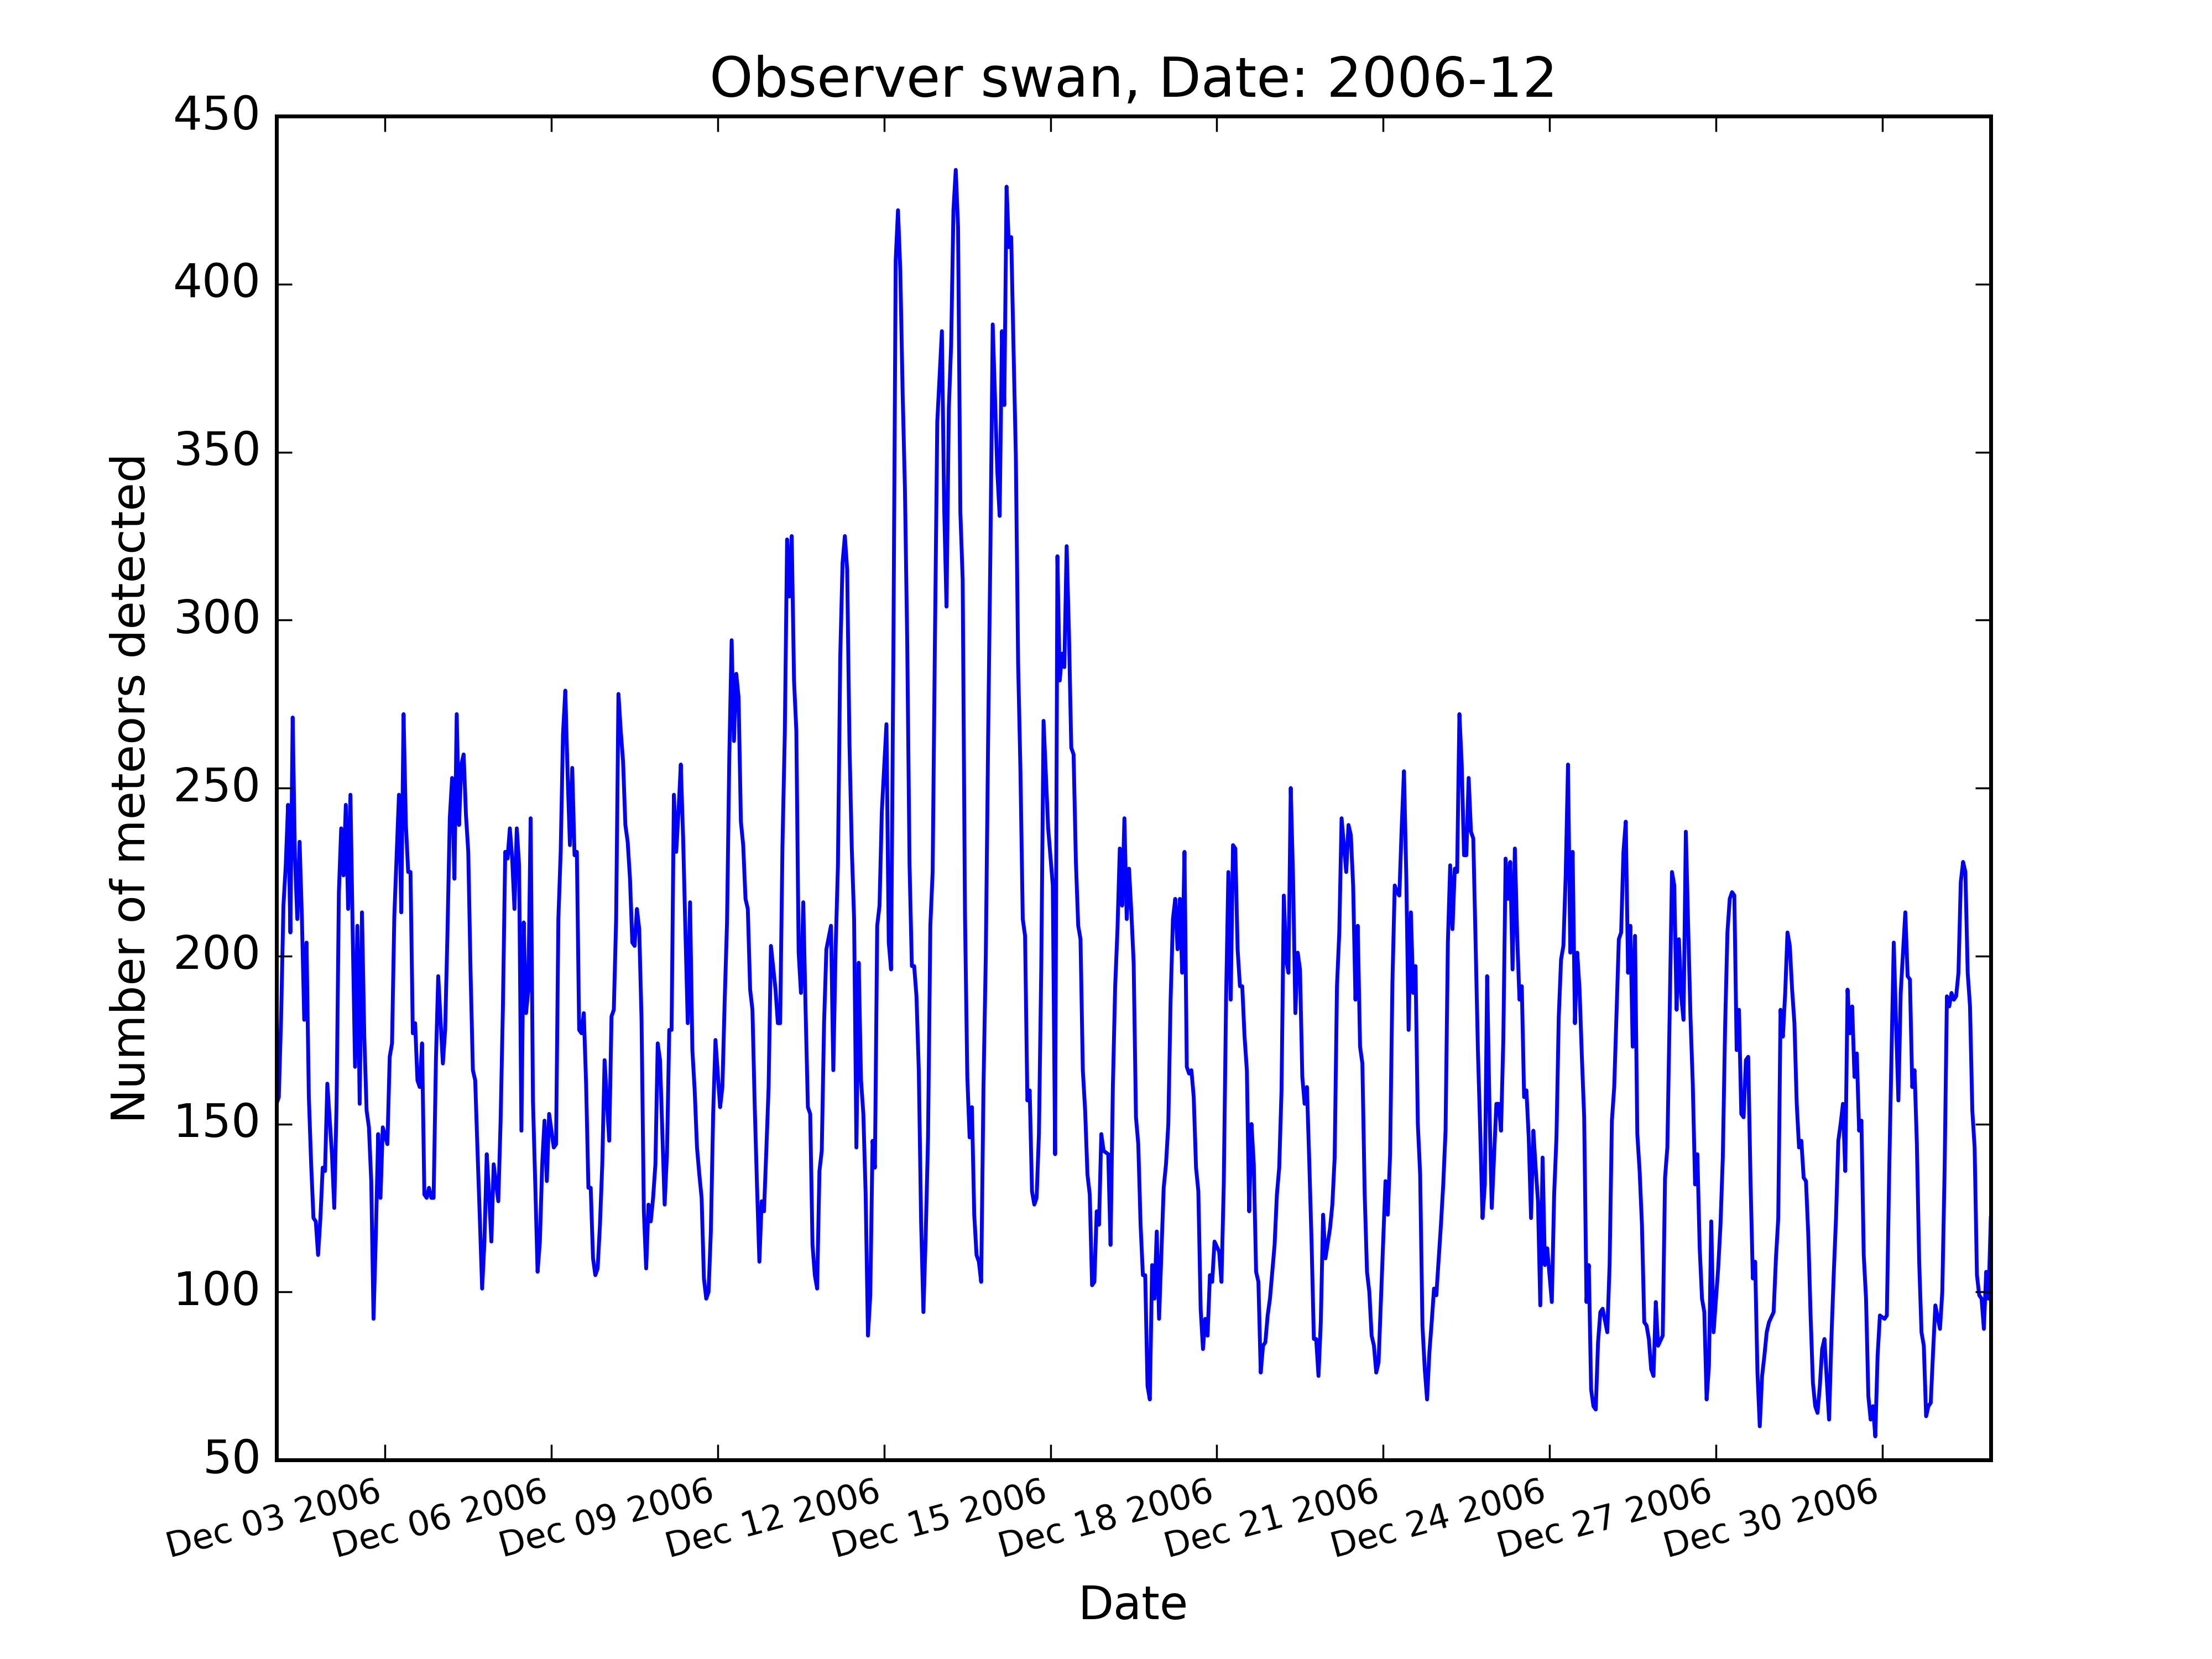 Observer swan, Date: 2006-12
450
400
350
300
250
200
150
100
50
Number of meteors detected
Dec 03 2006
Dec 06 2006
Dec 09 2006
Dec 12 2006
Dec 15 2006
Dec 18 2006
Dec 21 2006
Dec 24 2006
Dec 27 2006
Dec 30 2006
Date